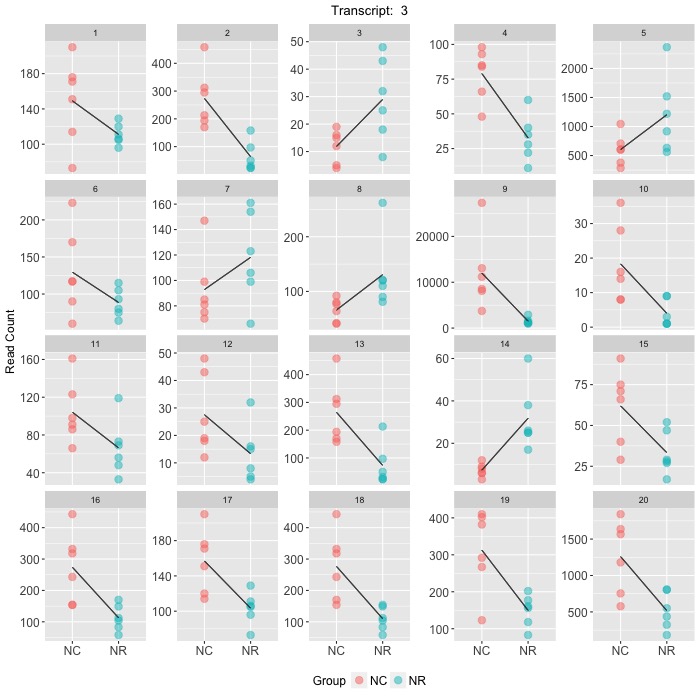 Transcript: 3
1 2 3 4 5
180 400 50 100 2000
140 300 40 75 1500
100 200 30 50 1000
100 20 25 500
10
6 7 8 9 10
200 160 200 20000 30
150 140 100 10000 20
100 120 0 10
100 0
80
Read Count
11 12 13 14 15
160 50 400 60 75
120 40 300 40 50
80 30 200 20 25
40 20 100
10
16 17 18 19 20
400 180 400 400 1500
300 140 300 300 1000
200 100 200 200 500
100 100 100
NC NR NC NR NC NR NC NR NC NR
Group NC NR